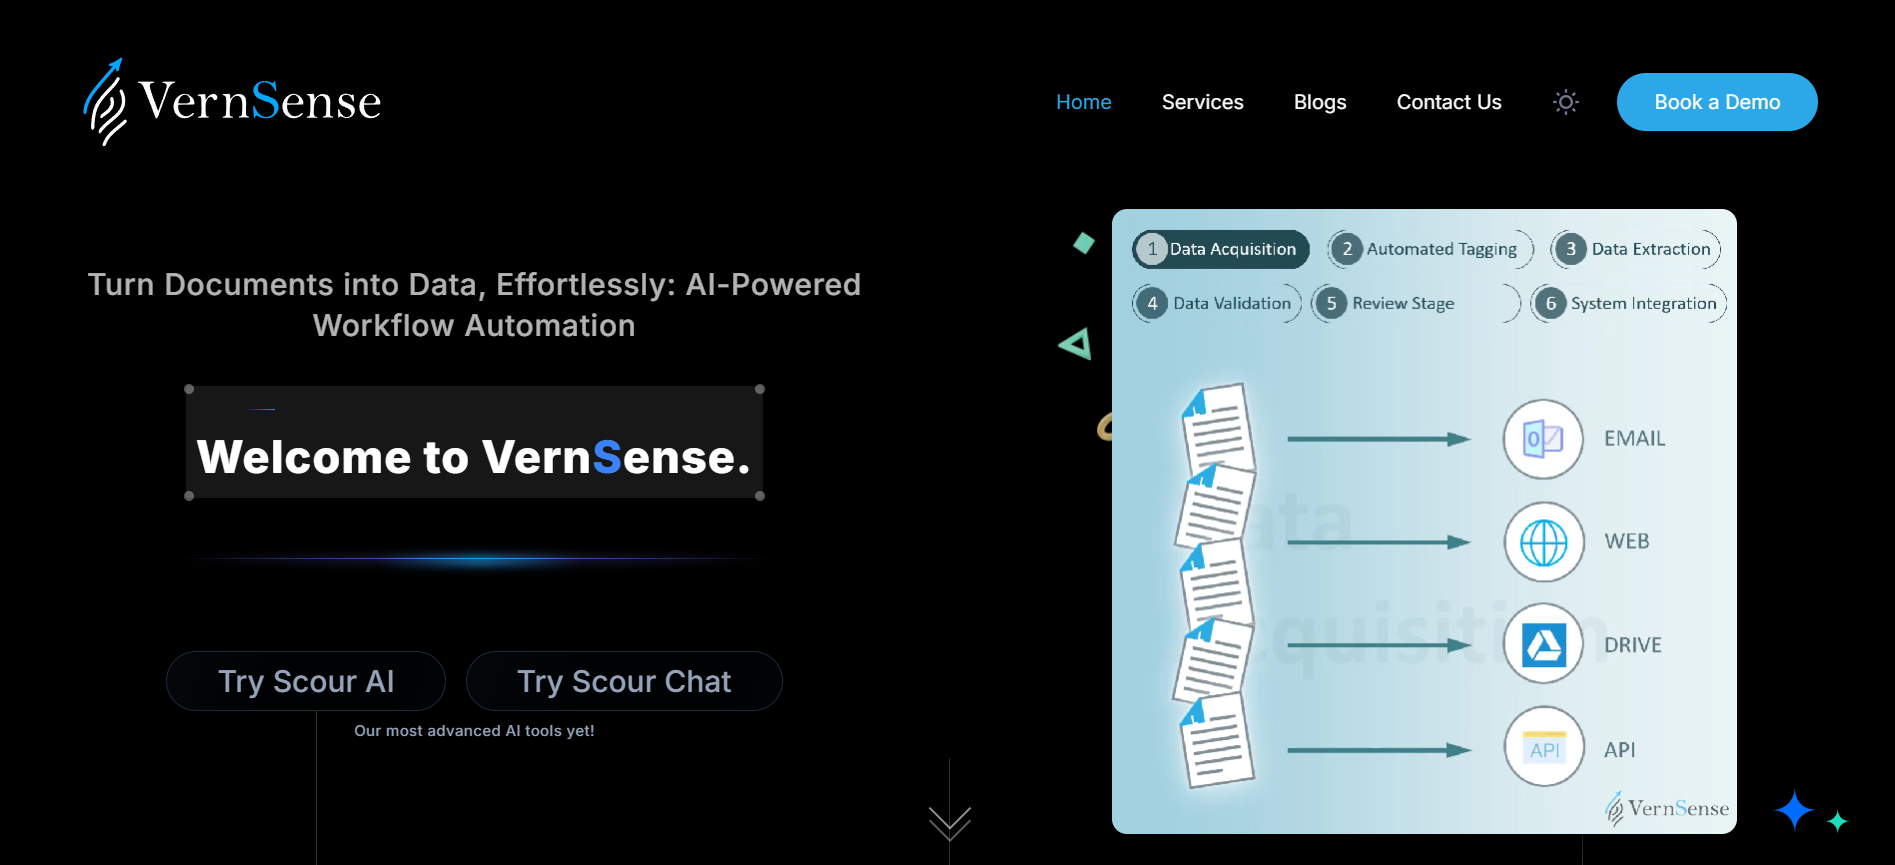 VernSense
Home
Services
Blogs
Contact Us
Book a Demo
Turn Documents into Data, Effortlessly: AI-Powered
Workflow Automation
Welcome to VernSense.
Try Scour AI
Try Scour Chat
Our most advanced AI tools yet!
1 Data Acquisition
2 Automated Tagging
3 Data Extraction
4 Data Validation
5 Review Stage
6 System Integration
EMAIL
WEB
DRIVE
API
API
VernSense